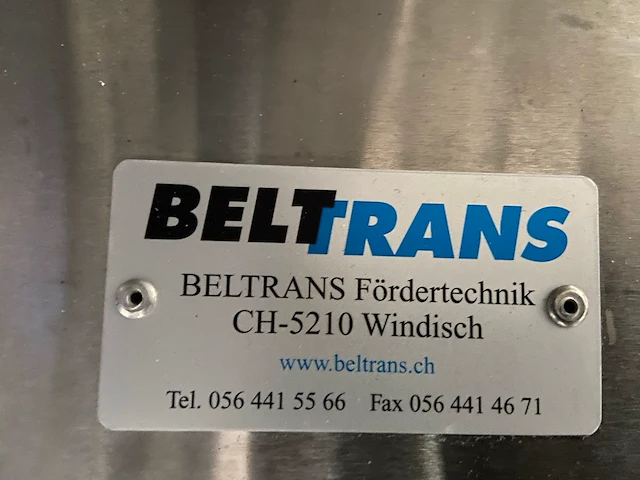 BELTRANS
BELTRANS Fördertechnik
CH-5210 Windisch
www.beltrans.ch
Tel. 056 441 55 66 Fax 056 441 46 71